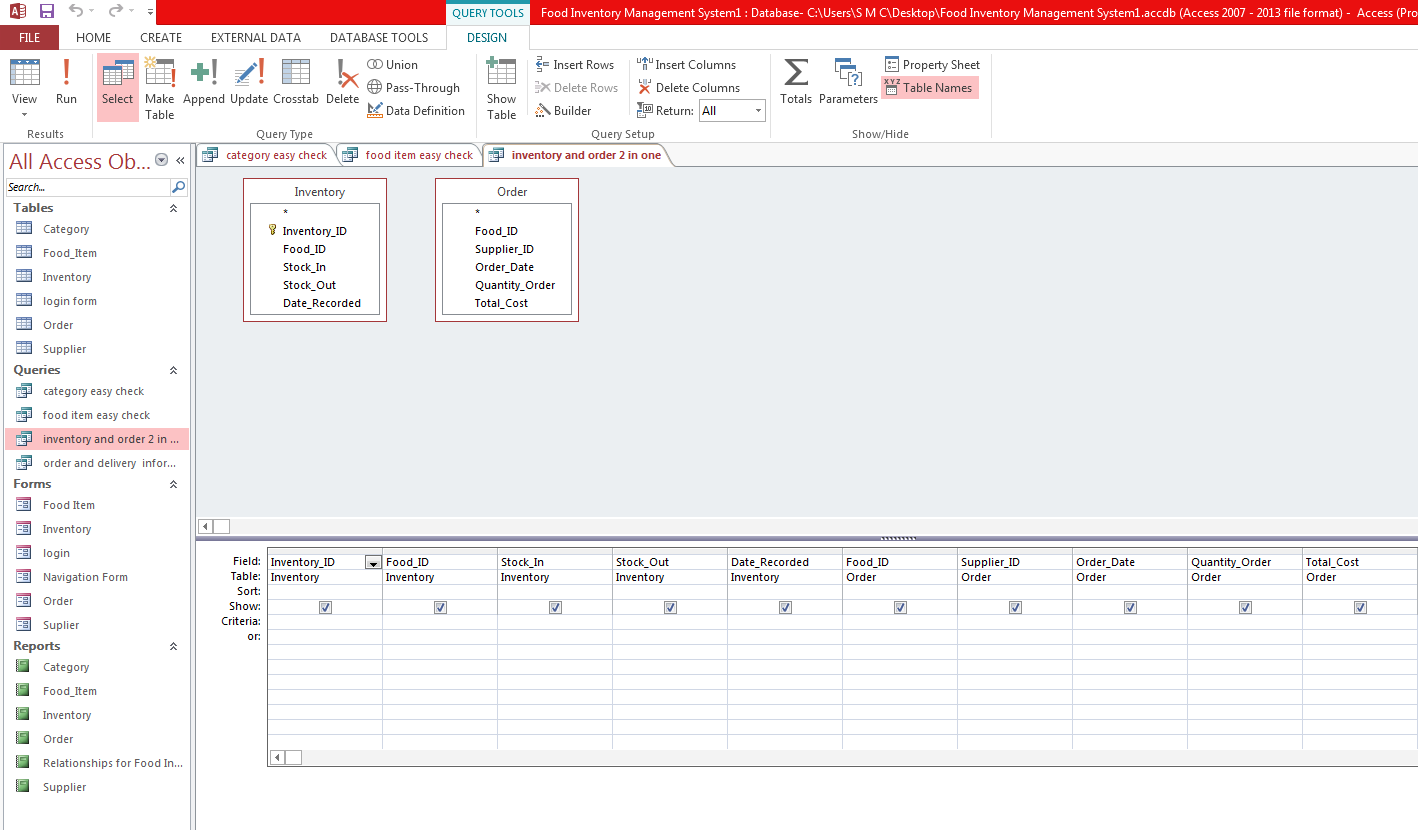 QUERY TOOLS
Food Inventory Management System1 : Database- C:\Users\S M C\Desktop\Food Inventory Management System1.accdb (Access 2007 - 2013 file format) - Access (Pro
FILE HOME CREATE EXTERNAL DATA DATABASE TOOLS DESIGN
View
Run
Results
Select
Make Table
Append
Update
Crosstab
Delete
Union
Pass-Through
Data Definition
Query Type
Show Table
Insert Rows
Delete Rows
Builder
Insert Columns
Delete Columns
Return: All
Query Setup
Totals
Parameters
Property Sheet
XYZ Table Names
Show/Hide
All Access Ob...
Search...
Tables
Category
Food_Item
Inventory
login form
Order
Supplier
Queries
category easy check
food item easy check
inventory and order 2 in ...
order and delivery infor...
Forms
Food Item
Inventory
login
Navigation Form
Order
Suplier
Reports
Category
Food_Item
Inventory
Order
Relationships for Food In...
Supplier
category easy check food item easy check inventory and order 2 in one
Inventory
*
Inventory_ID
Food_ID
Stock_In
Stock_Out
Date_Recorded
Order
*
Food_ID
Supplier_ID
Order_Date
Quantity_Order
Total_Cost
Field: Inventory_ID Food_ID Stock_In Stock_Out Date_Recorded Food_ID Supplier_ID Order_Date Quantity_Order Total_Cost
Table: Inventory Inventory Inventory Inventory Inventory Order Order Order Order Order
Sort:
Show:
Criteria:
or: